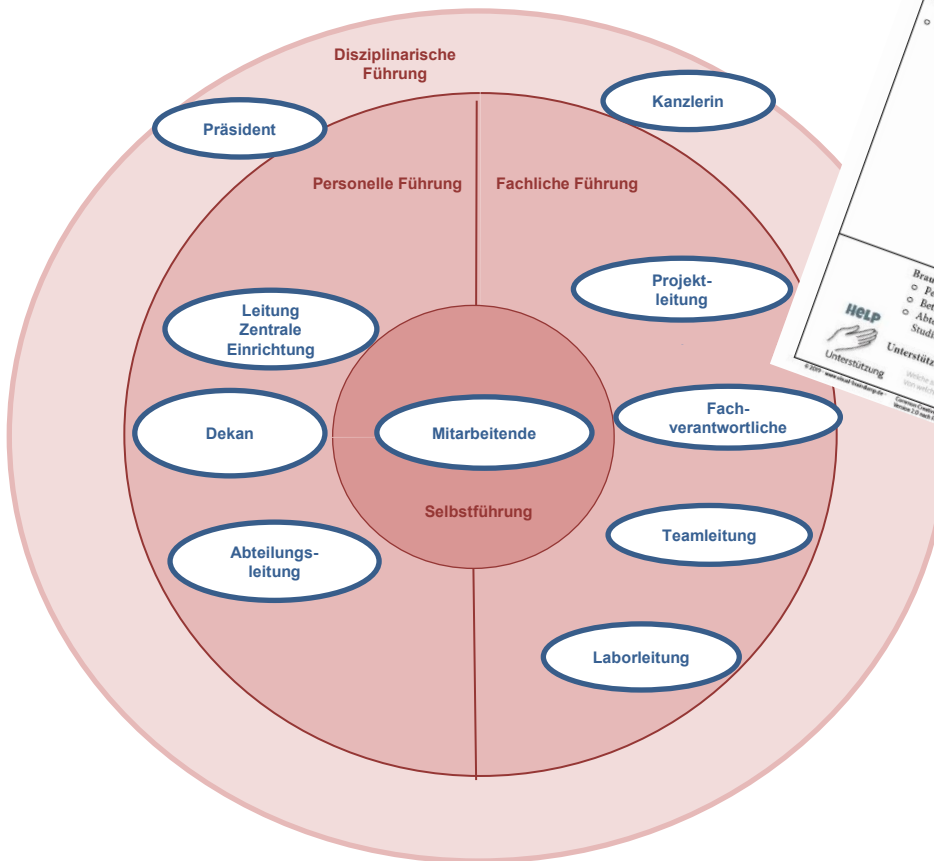 Disziplinarische
Führung
Präsident
Kanzlerin
Personelle Führung
Fachliche Führung
Projekt-
leitung
Leitung
Zentrale
Einrichtung
Dekan
Mitarbeitende
Fach-
verantwortliche
Selbstführung
Teamleitung
Abteilungs-
leitung
Laborleitung
HELP
Unterstützung